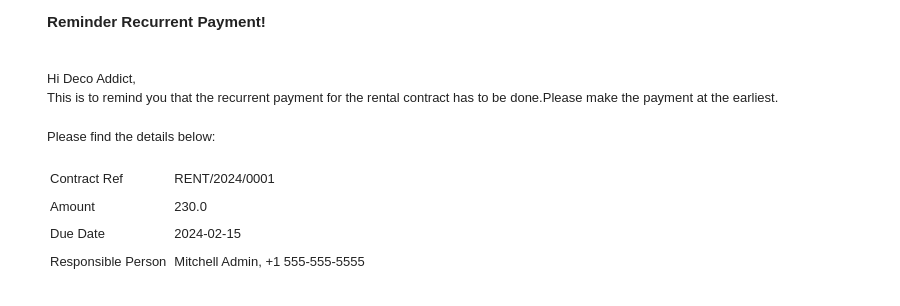 Reminder Recurrent Payment!
Hi Deco Addict,
This is to remind you that the recurrent payment for the rental contract has to be done.Please make the payment at the earliest.
Please find the details below:
Contract Ref RENT/2024/0001
Amount 230.0
Due Date 2024-02-15
Responsible Person Mitchell Admin, +1 555-555-5555